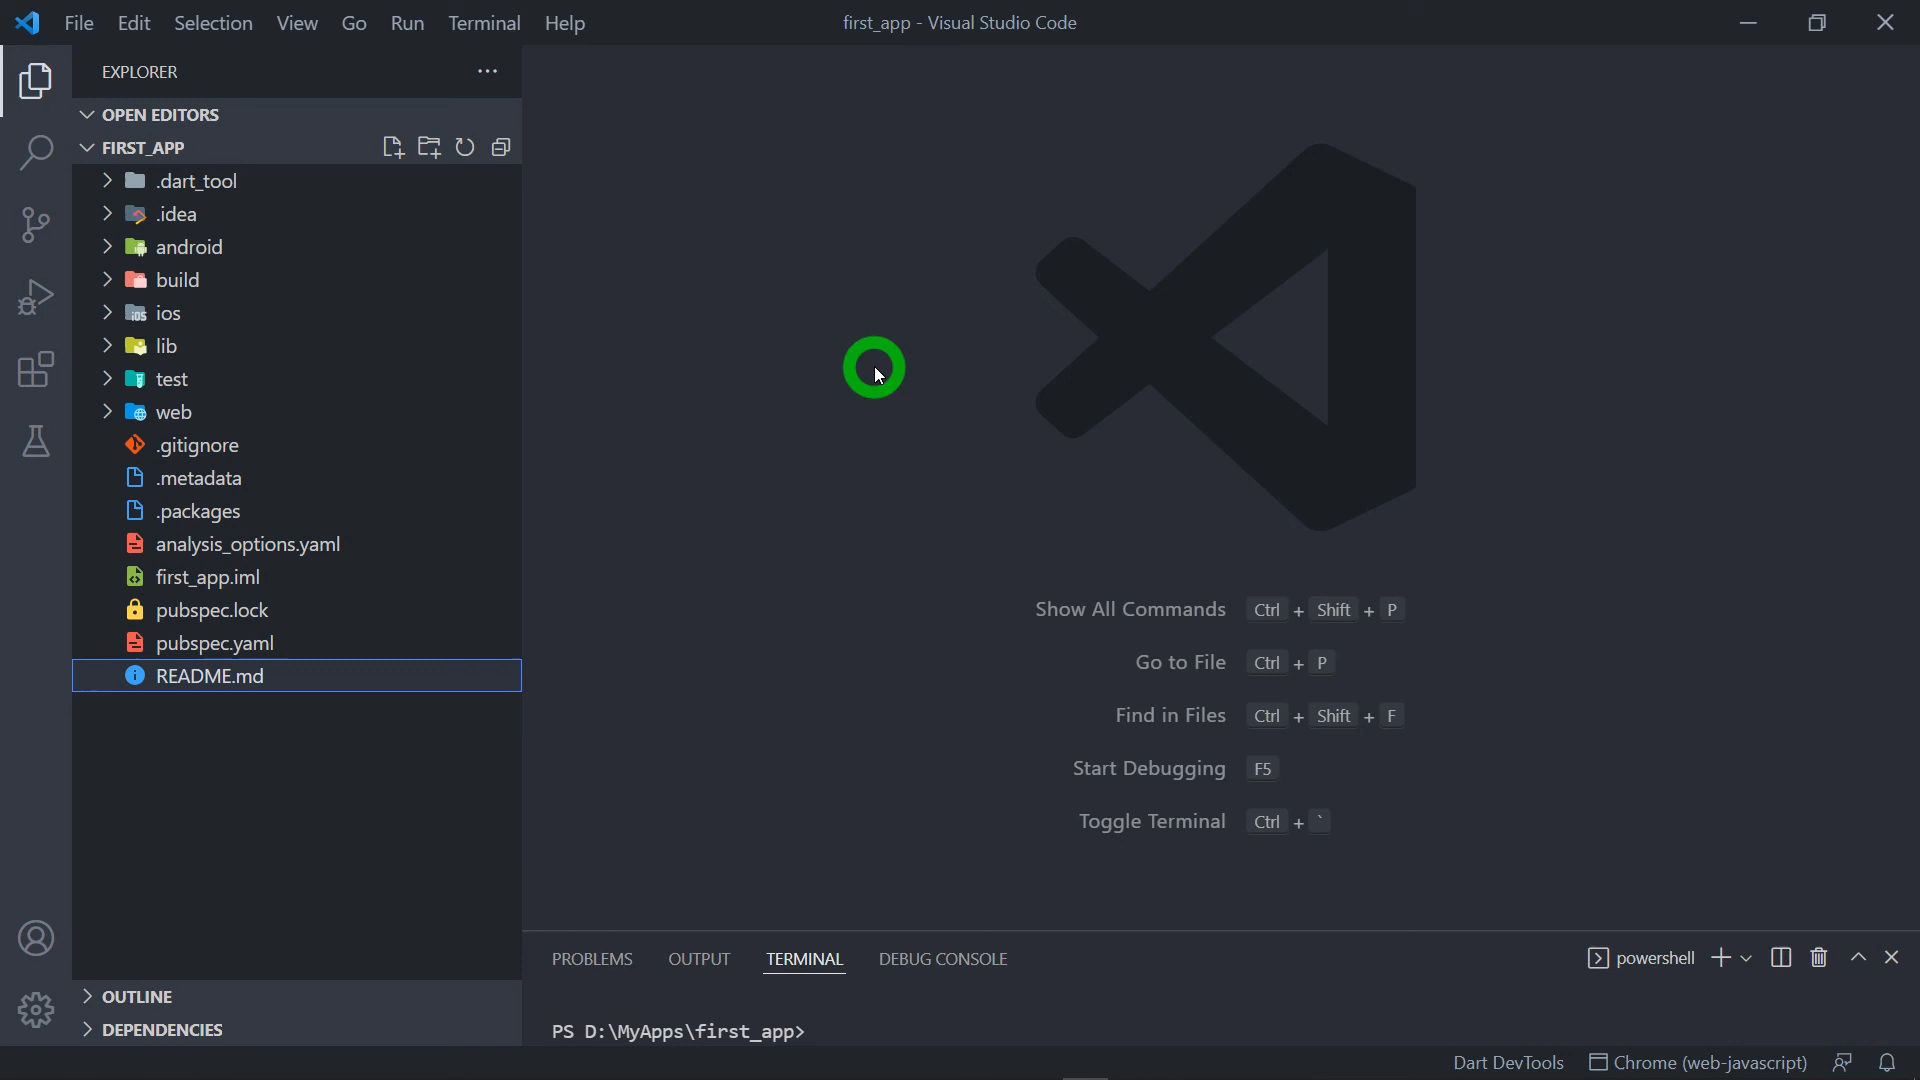 File Edit Selection View Go Run Terminal Help
first_app - Visual Studio Code
EXPLORER
OPEN EDITORS
FIRST_APP
.dart_tool
.idea
android
build
iOS ios
lib
test
web
.gitignore
.metadata
.packages
analysis_options.yaml
first_app.iml
pubspec.lock
pubspec.yaml
README.md
OUTLINE
DEPENDENCIES
Show All Commands Ctrl + Shift + P
Go to File Ctrl + P
Find in Files Ctrl + Shift + F
Start Debugging F5
Toggle Terminal Ctrl + `
PROBLEMS OUTPUT TERMINAL DEBUG CONSOLE
powershell
PS D:\MyApps\first_app>
Dart DevTools Chrome (web-javascript)